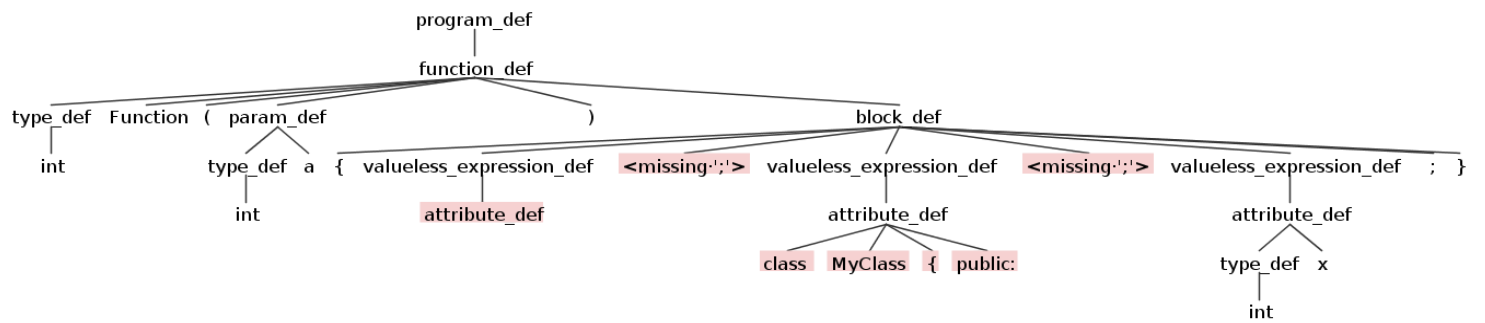 program_def
function_def
type_def Function ( param_def ) block_def
int type_def a { valueless_expression_def <missing·';'> valueless_expression_def <missing·';'> valueless_expression_def ; }
int attribute_def attribute_def attribute_def
class MyClass { public: type_def x
int